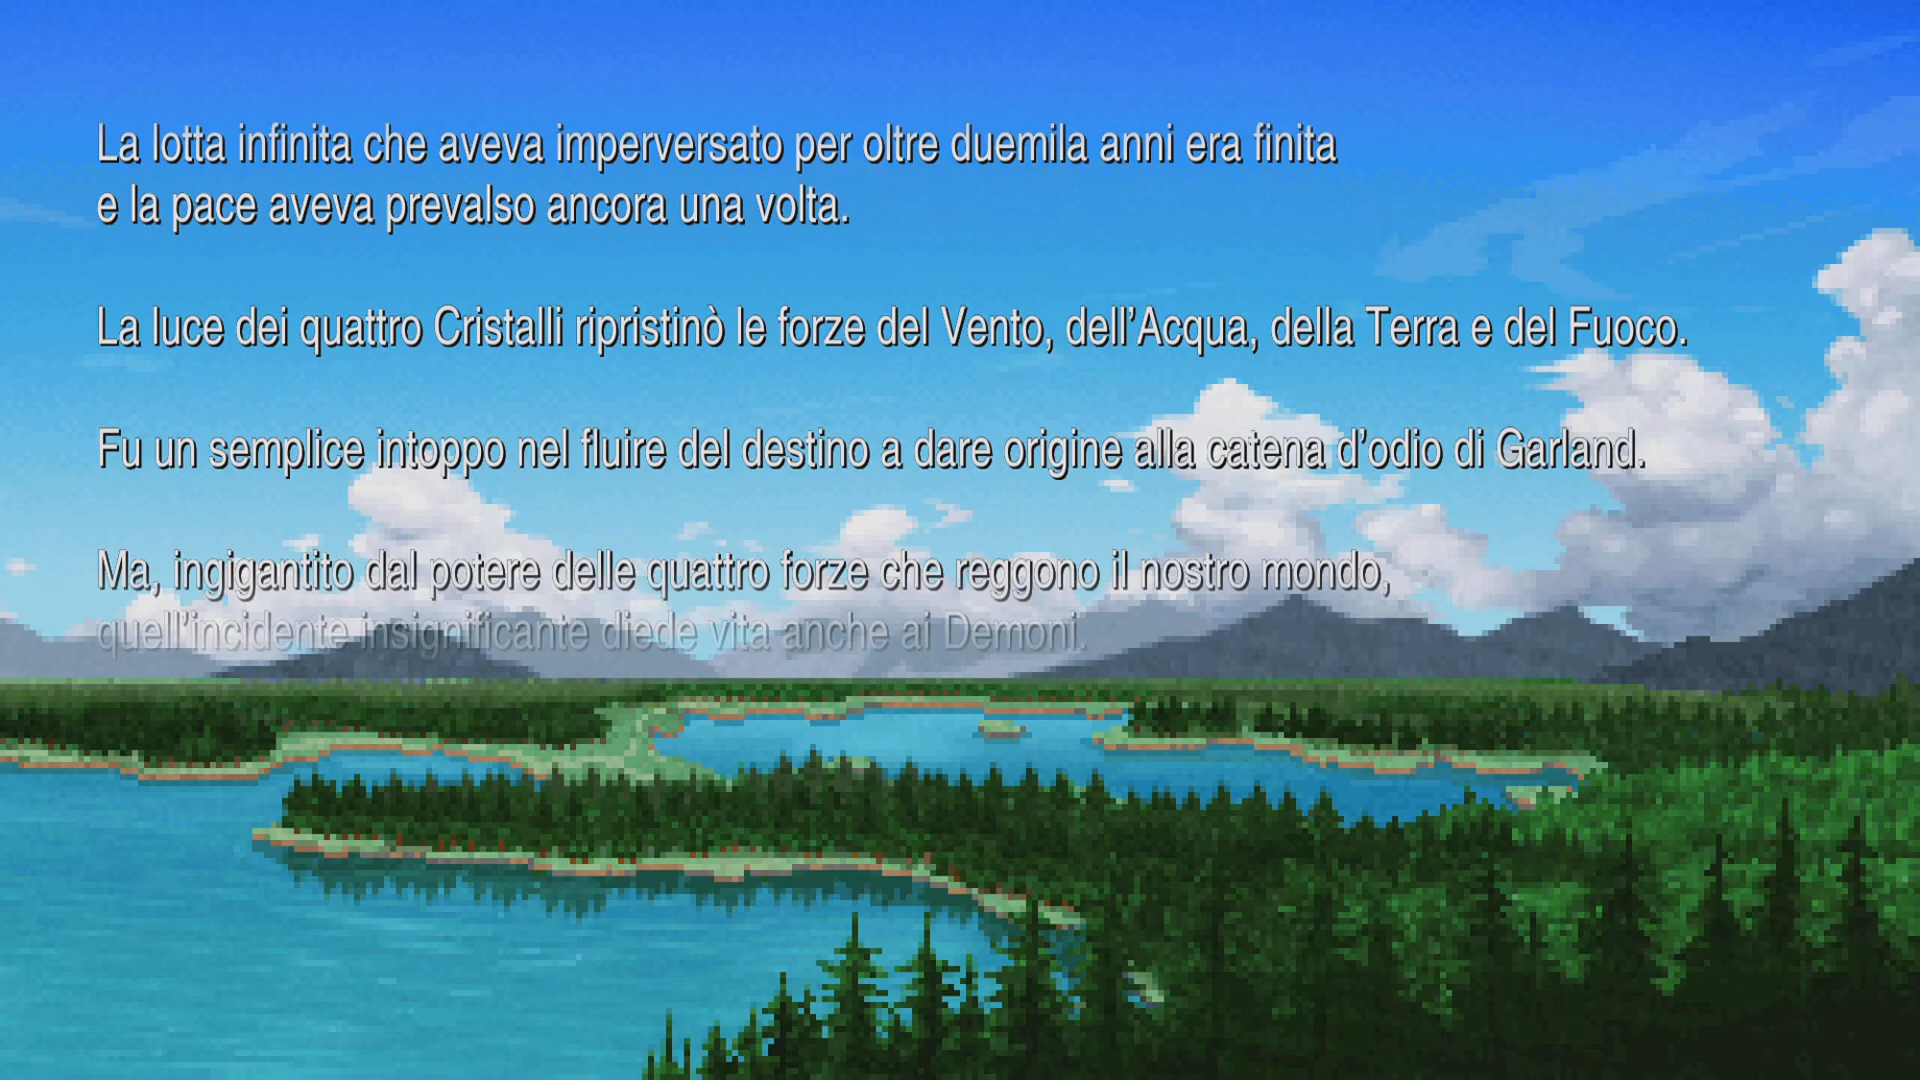 La lotta infinita che aveva imperversato per oltre duemila anni era finita
e la pace aveva prevalso ancora una volta.
La luce dei quattro Cristalli ripristinò le forze del Vento, dell’Acqua, della Terra e del Fuoco.
Fu un semplice intoppo nel fluire del destino a dare origine alla catena d’odio di Garland.
Ma, ingigantito dal potere delle quattro forze che reggono il nostro mondo,
quell’incidente insignificante diede vita anche ai Demoni.